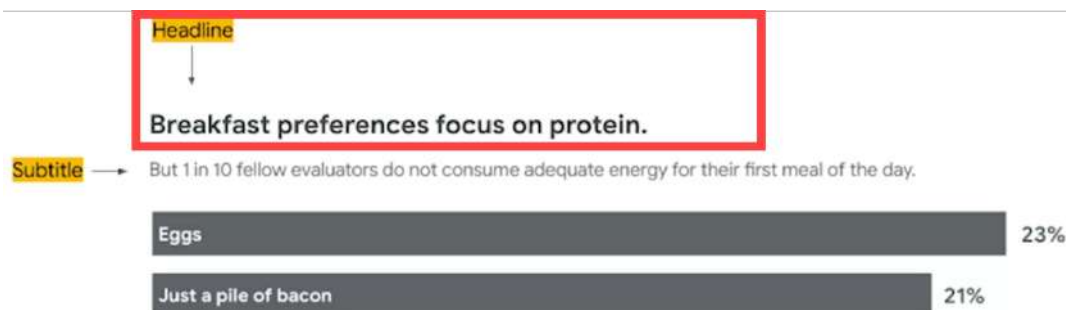 Headline
Breakfast preferences focus on protein.
Subtitle
But 1 in 10 fellow evaluators do not consume adequate energy for their first meal of the day.
Eggs 23%
Just a pile of bacon 21%